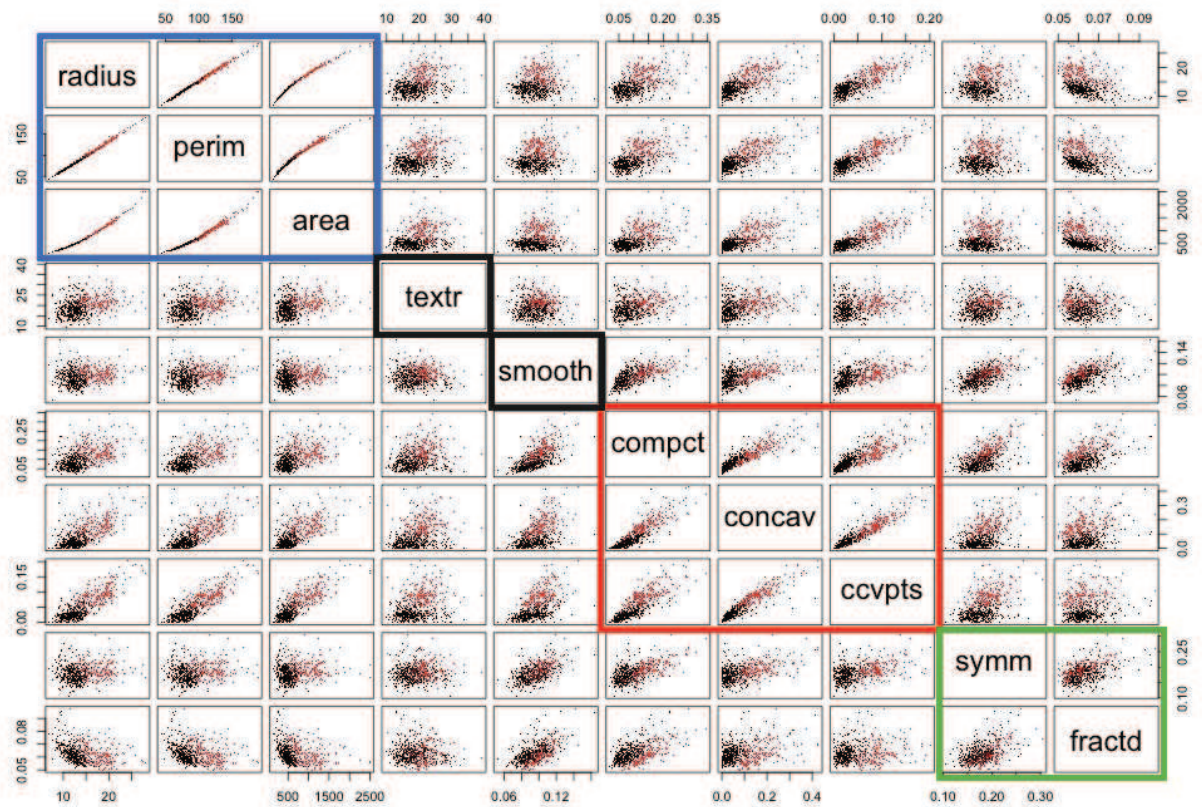 50 100 150 10 20 30 40 0.05 0.15 0.25 0.35 0.00 0.10 0.20 0.05 0.07 0.09
radius 10 20
50 150 perim
area 500 2000
10 25 40 textr
smooth 0.06 0.14
0.05 0.25 compct
concav 0.0 0.3
0.00 0.15 ccvpts
symm 0.10 0.25
0.05 0.08 fractd
10 20 500 1500 2500 0.06 0.12 0.0 0.2 0.4 0.10 0.20 0.30